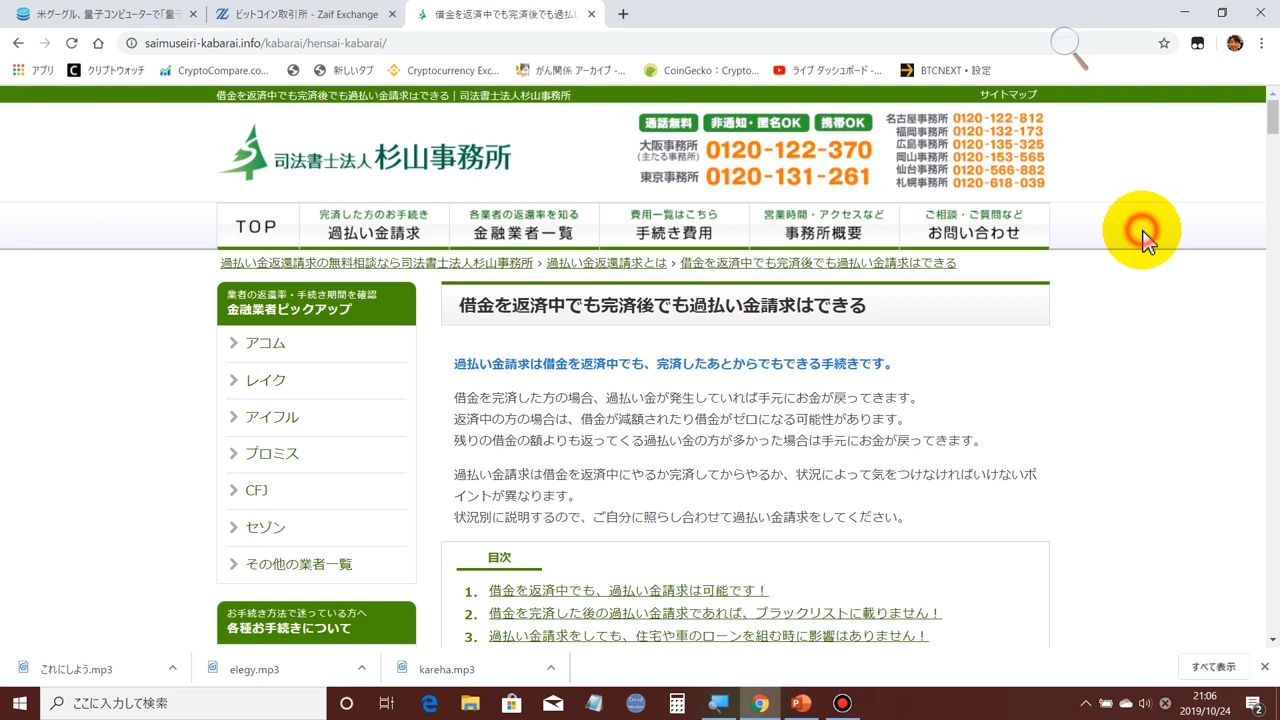 米グーグル、量子コンピュータで「量子
ビットコイン取引所 - Zaif Exchange
借金を返済中でも完済後でも過払い
saimuseiri-kabarai.info/kabarai/hensai-kabarai/
アプリ
クリプトウォッチ
CryptoCompare.co...
新しいタブ
Cryptocurrency Exc...
がん関係 アーカイブ -...
CoinGecko：Crypto...
ライブ ダッシュボード -...
BTCNEXT・設定
借金を返済中でも完済後でも過払い金請求はできる｜司法書士法人杉山事務所
サイトマップ
司法書士法人杉山事務所
通話無料 非通知・匿名OK 携帯OK
大阪事務所 0120-122-370
(主たる事務所)
東京事務所 0120-131-261
名古屋事務所 0120-122-812
福岡事務所 0120-132-173
広島事務所 0120-135-325
岡山事務所 0120-153-565
仙台事務所 0120-566-882
札幌事務所 0120-618-039
TOP
完済した方のお手続き
過払い金請求
各業者の返還率を知る
金融業者一覧
費用一覧はこちら
手続き費用
営業時間・アクセスなど
事務所概要
ご相談・ご質問など
お問い合わせ
過払い金返還請求の無料相談なら司法書士法人杉山事務所 › 過払い金返還請求とは › 借金を返済中でも完済後でも過払い金請求はできる
業者の返還率・手続き期間を確認
金融業者ピックアップ
アコム
レイク
アイフル
プロミス
CFJ
セゾン
その他の業者一覧
お手続き方法で迷っている方へ
各種お手続きについて
借金を返済中でも完済後でも過払い金請求はできる
過払い金請求は借金を返済中でも、完済したあとからでもできる手続きです。
借金を完済した方の場合、過払い金が発生していれば手元にお金が戻ってきます。
返済中の方の場合は、借金が減額されたり借金がゼロになる可能性があります。
残りの借金の額よりも返ってくる過払い金の方が多かった場合は手元にお金が戻ってきます。
過払い金請求は借金を返済中にやるか完済してからやるか、状況によって気をつけなければいけないポ
イントが異なります。
状況別に説明するので、ご自分に照らし合わせて過払い金請求をしてください。
目次
1. 借金を返済中でも、過払い金請求は可能です！
2. 借金を完済した後の過払い金請求であれば、ブラックリストに載りません！
3. 過払い金請求をしても、住宅や車のローンを組む時に影響はありません！
これにしよう.mp3
elegy.mp3
kareha.mp3
すべて表示
ここに入力して検索
21:06
2019/10/24
2